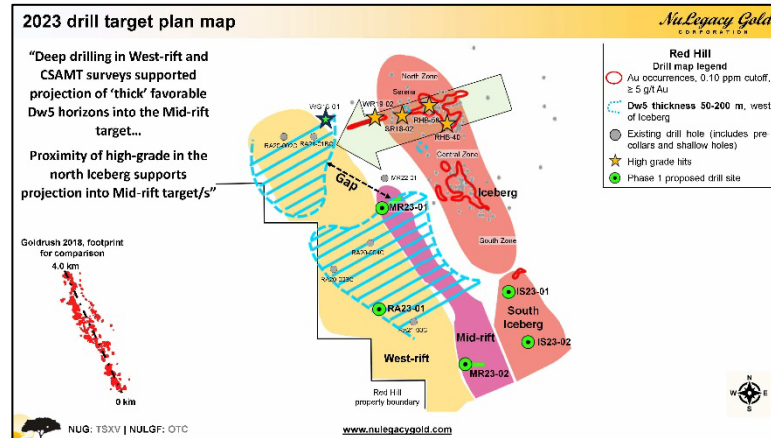 2023 drill target plan map
NuLegacy Gold
CORPORATION
“Deep drilling in West-rift and
CSAMT surveys supported
projection of ‘thick’ favorable
Dw5 horizons into the Mid-rift
target…
Proximity of high-grade in the
north Iceberg supports
projection into Mid-rift target/s”
Goldrush 2018, footprint
for comparison
4.0 km
0 km
North Zone
WR19-02
SR18-02
RHB-40
Central Zone
Iceberg
South Zone
Gap
MR22-01
MR23-01
RA20-004C
RA23-01
West-rift
Mid-rift
MR23-02
IS23-01
South
Iceberg
IS23-02
Red Hill
property boundary
Red Hill
Drill map legend
Au occurrences, 0.10 ppm cutoff,
≥ 5 g/t Au
Dw5 thickness 50-200 m, west
of Iceberg
Existing drill hole (includes pre
collars and shallow holes)
High grade hits
Phase 1 proposed drill site
N
W
E
S
NUG: TSXV | NULGF: OTC
www.nulegacygold.com